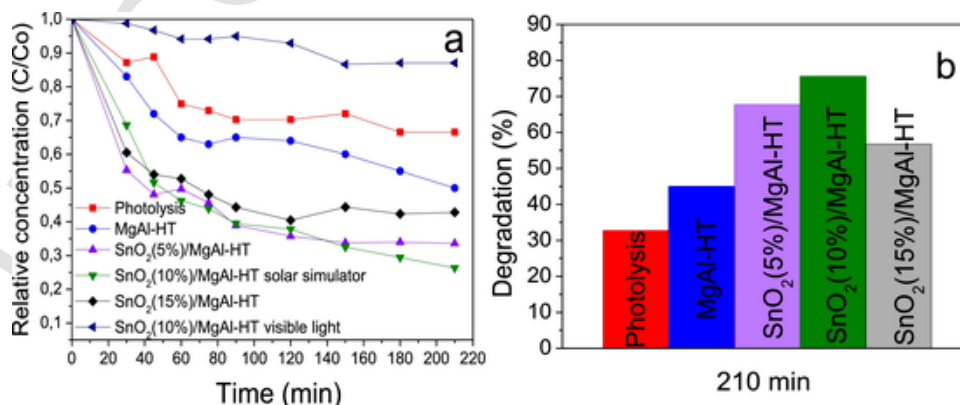 a
Relative concentration (C/Co)
1,0
0,9
0,8
0,7
0,6
0,5
0,4
0,3
0,2
0,1
Photolysis
MgAl-HT
SnO₂(5%)/MgAl-HT
SnO₂(10%)/MgAl-HT solar simulator
SnO₂(15%)/MgAl-HT
SnO₂(10%)/MgAl-HT visible light
0 20 40 60 80 100 120 140 160 180 200 220
Time (min)
b
Degradation (%)
90
80
70
60
50
40
30
20
10
0
Photolysis
MgAl-HT
SnO₂(5%)/MgAl-HT
SnO₂(10%)/MgAl-HT
SnO₂(15%)/MgAl-HT
210 min